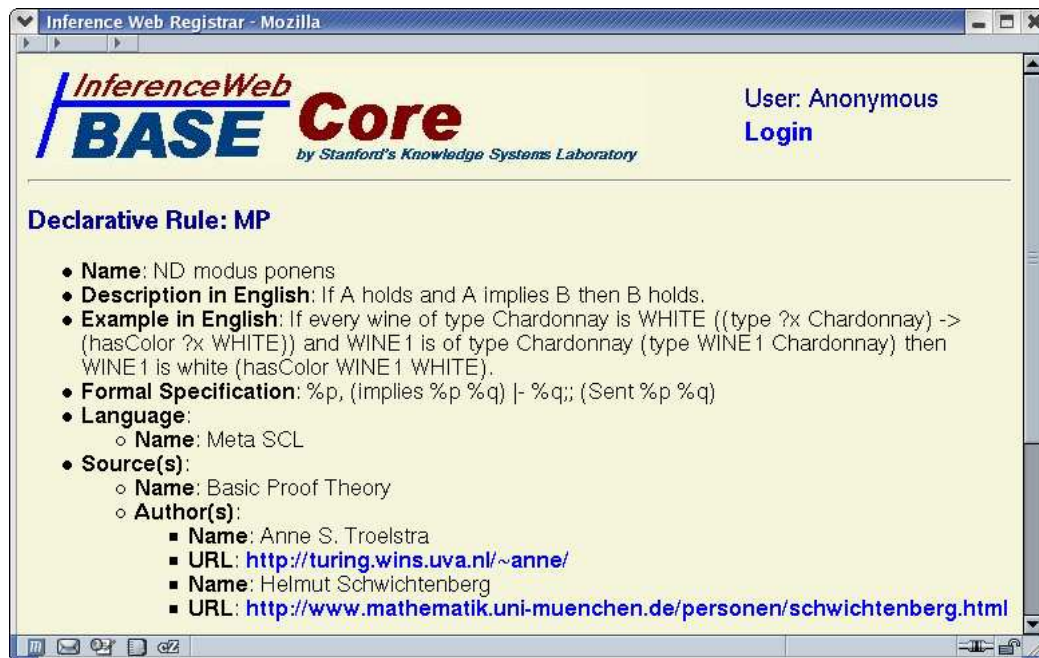 Inference Web Registrar - Mozilla
InferenceWeb
BASE Core
by Stanford's Knowledge Systems Laboratory
User: Anonymous
Login
Declarative Rule: MP
• Name: ND modus ponens
• Description in English: If A holds and A implies B then B holds.
• Example in English: If every wine of type Chardonnay is WHITE ((type ?x Chardonnay) ->
(hasColor ?x WHITE)) and WINE1 is of type Chardonnay (type WINE1 Chardonnay) then
WINE1 is white (hasColor WINE1 WHITE).
• Formal Specification: %p, (implies %p %q) |- %q;; (Sent %p %q)
• Language:
○ Name: Meta SCL
• Source(s):
○ Name: Basic Proof Theory
○ Author(s):
▪ Name: Anne S. Troelstra
▪ URL: http://turing.wins.uva.nl/~anne/
▪ Name: Helmut Schwichtenberg
▪ URL: http://www.mathematik.uni-muenchen.de/personen/schwichtenberg.html